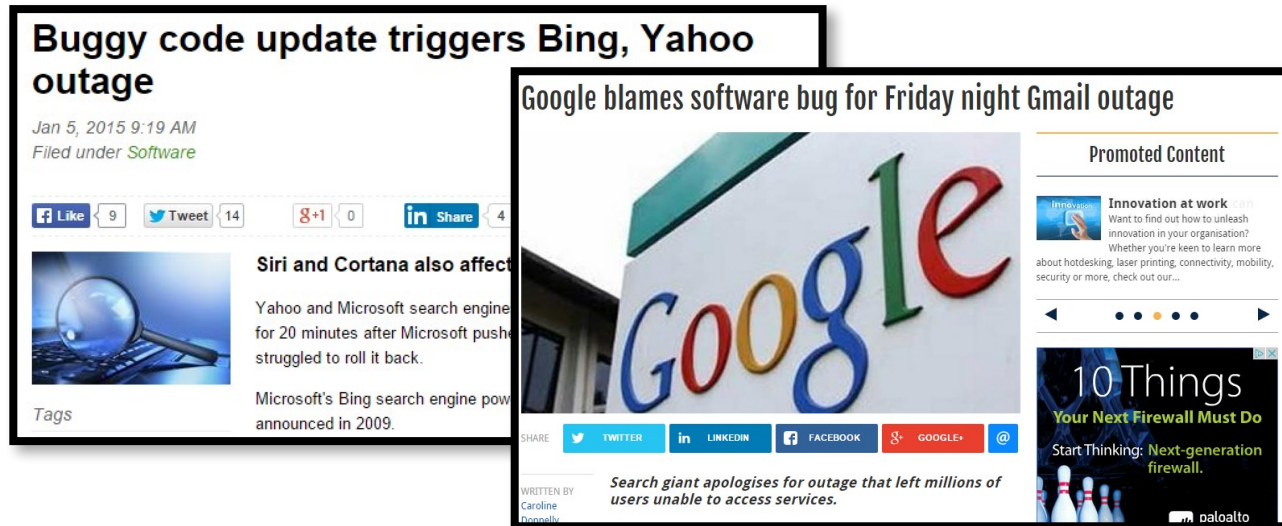 Buggy code update triggers Bing, Yahoo
outage
Jan 5, 2015 9:19 AM
Filed under Software
Like 9
Tweet 14
g+1 0
in Share 4
Siri and Cortana also affect
Yahoo and Microsoft search engine
for 20 minutes after Microsoft pushe
struggled to roll it back.
Microsoft's Bing search engine pow
announced in 2009.
Tags
Google blames software bug for Friday night Gmail outage
Google
SHARE
TWITTER
in LINKEDIN
FACEBOOK
g+ GOOGLE+
@
WRITTEN BY
Caroline
Donnelly
Search giant apologises for outage that left millions of
users unable to access services.
Promoted Content
Innovation
Innovation at work can
Want to find out how to unleash
innovation in your organisation?
Whether you're keen to learn more
about hotdesking, laser printing, connectivity, mobility,
security or more, check out our...
10 Things
Your Next Firewall Must Do
Start Thinking: Next-generation
firewall.
paloalto